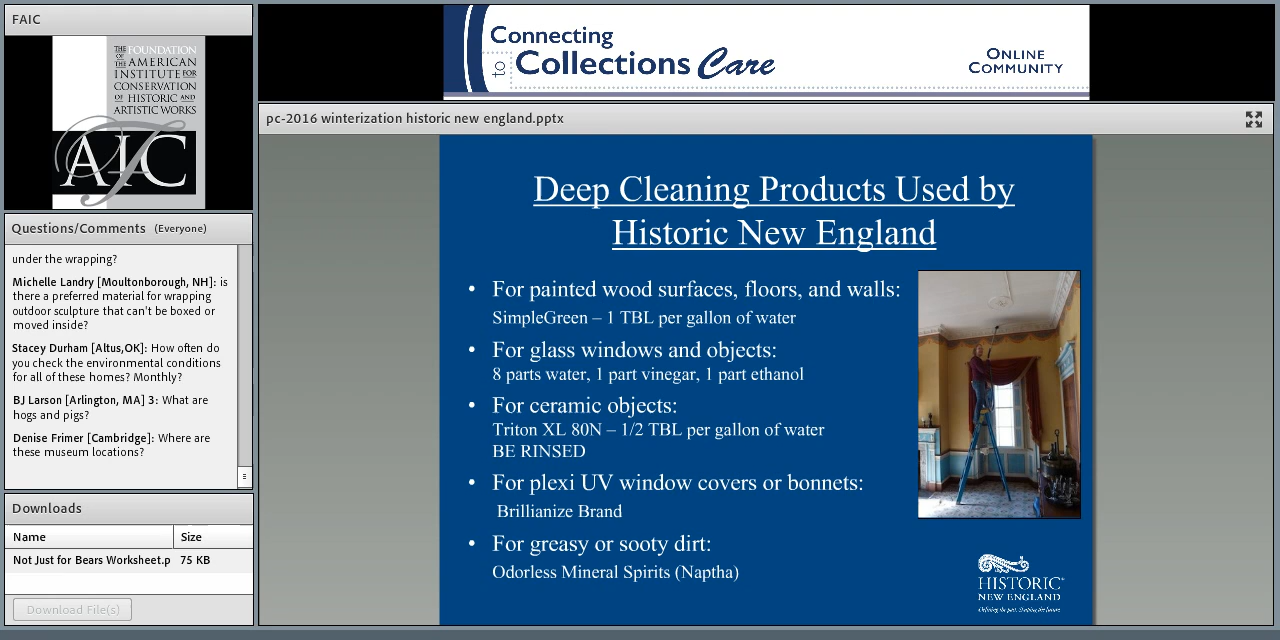 FAIC
THE FOUNDATION
OF THE AMERICAN
INSTITUTE FOR
CONSERVATION
OF HISTORIC AND
ARTISTIC WORKS
AIC
Connecting
to Collections Care
ONLINE
COMMUNITY
Questions/Comments (Everyone)
under the wrapping?
Michelle Landry [Moultonborough, NH]: is
there a preferred material for wrapping
outdoor sculpture that can't be boxed or
moved inside?
Stacey Durham [Altus,OK]: How often do
you check the environmental conditions
for all of these homes? Monthly?
BJ Larson [Arlington, MA] 3: What are
hogs and pigs?
Denise Frimer [Cambridge]: Where are
these museum locations?
Downloads
Name Size
Not Just for Bears Worksheet.p 75 KB
Download File(s)
pc-2016 winterization historic new england.pptx
Deep Cleaning Products Used by
Historic New England
• For painted wood surfaces, floors, and walls:
SimpleGreen – 1 TBL per gallon of water
• For glass windows and objects:
8 parts water, 1 part vinegar, 1 part ethanol
• For ceramic objects:
Triton XL 80N – 1/2 TBL per gallon of water
BE RINSED
• For plexi UV window covers or bonnets:
Brillianize Brand
• For greasy or sooty dirt:
Odorless Mineral Spirits (Naptha)
HISTORIC
NEW ENGLAND
Defining the past. Shaping the future.